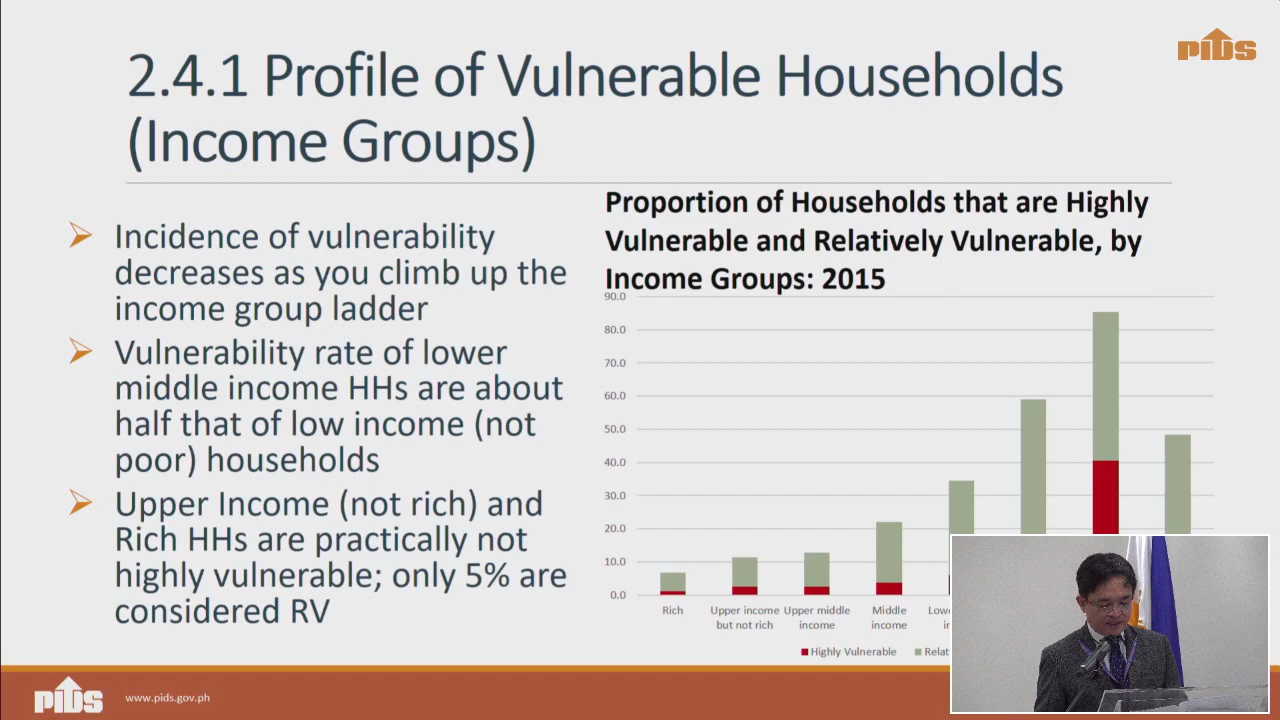 PIDS
2.4.1 Profile of Vulnerable Households
(Income Groups)
Incidence of vulnerability
decreases as you climb up the
income group ladder
Vulnerability rate of lower
middle income HHs are about
half that of low income (not
poor) households
Upper Income (not rich) and
Rich HHs are practically not
highly vulnerable; only 5% are
considered RV
Proportion of Households that are Highly
Vulnerable and Relatively Vulnerable, by
Income Groups: 2015
90.0
80.0
70.0
60.0
50.0
40.0
30.0
20.0
10.0
0.0
Rich
Upper income
but not rich
Upper middle
income
Middle
income
Highly Vulnerable
PIDS
www.pids.gov.ph